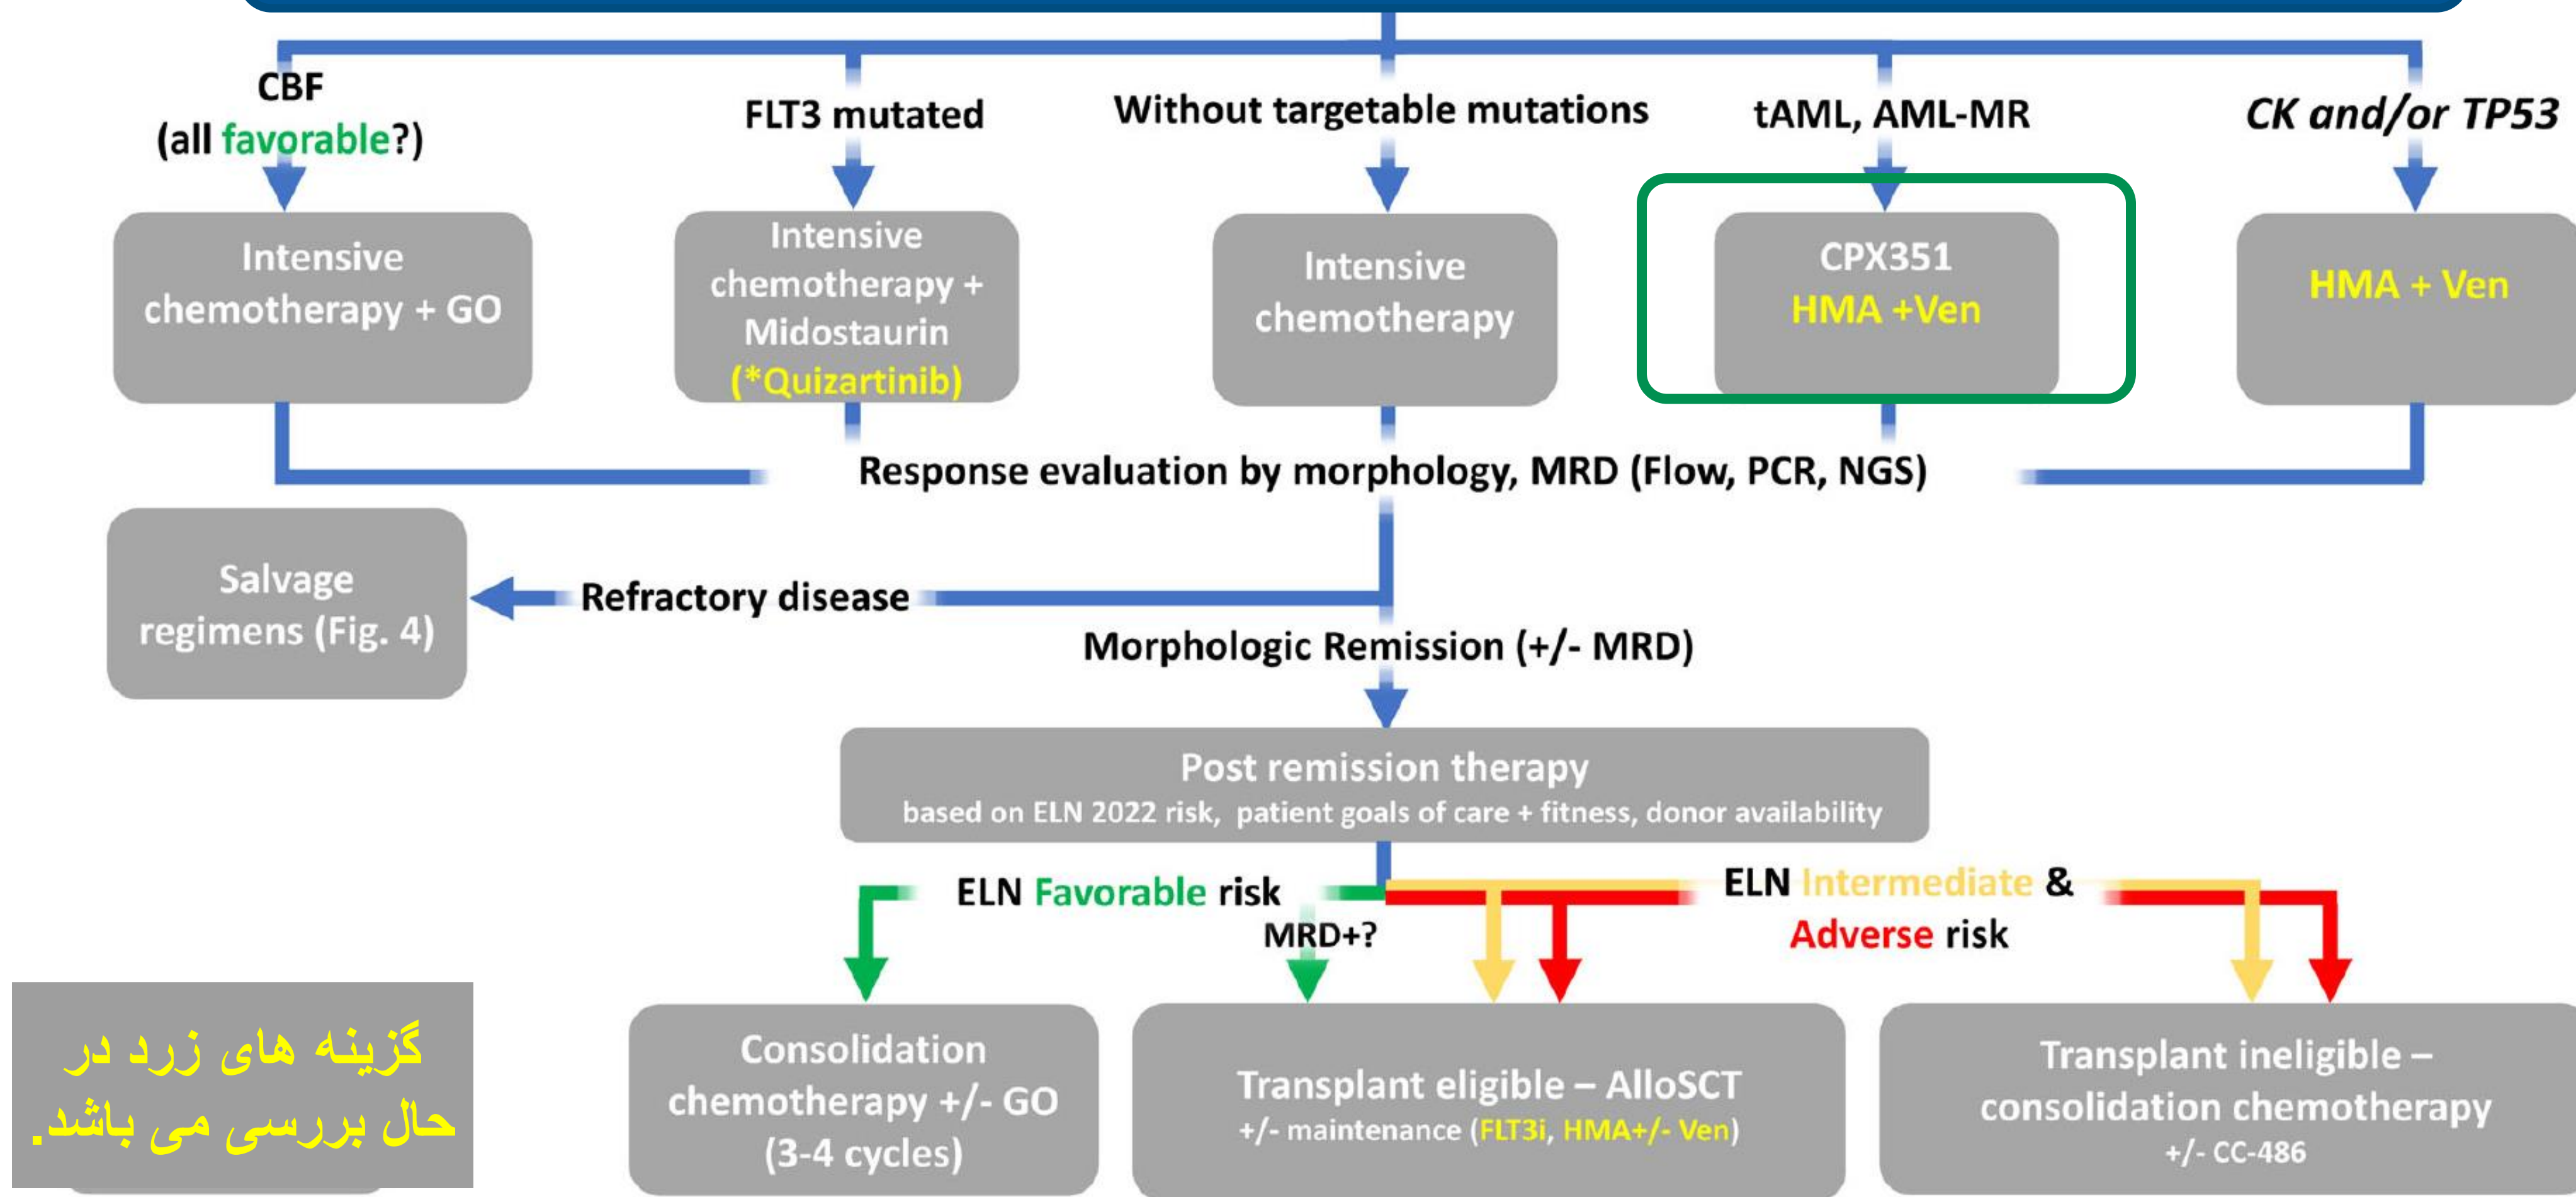 CBF
(all favorable?)
FLT3 mutated
Without targetable mutations
tAML, AML-MR
CK and/or TP53
Intensive
chemotherapy + GO
Intensive
chemotherapy +
Midostaurin
(*Quizartinib)
Intensive
chemotherapy
CPX351
HMA +Ven
HMA + Ven
Response evaluation by morphology, MRD (Flow, PCR, NGS)
Salvage
regimens (Fig. 4)
Refractory disease
Morphologic Remission (+/- MRD)
Post remission therapy
based on ELN 2022 risk, patient goals of care + fitness, donor availability
ELN Favorable risk
MRD+?
ELN Intermediate &
Adverse risk
گزینه های زرد در
حال بررسی می باشد.
Consolidation
chemotherapy +/- GO
(3-4 cycles)
Transplant eligible – AlloSCT
+/- maintenance (FLT3i, HMA+/- Ven)
Transplant ineligible –
consolidation chemotherapy
+/- CC-486